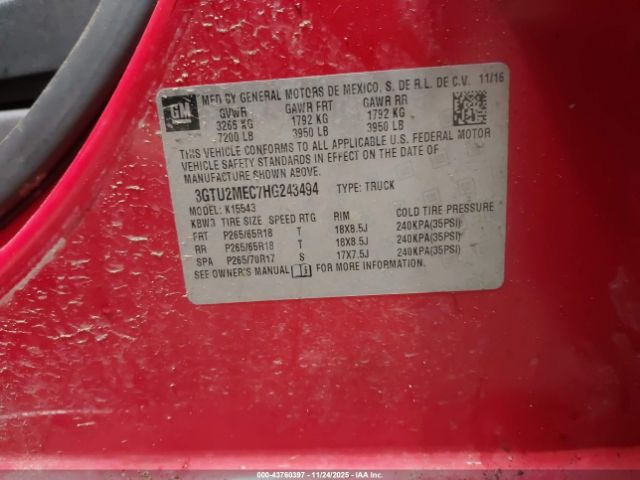 GM
MFD BY GENERAL MOTORS DE MEXICO, S. DE R.L. DE C.V. 11/16
GVWR GAWR FRT GAWR RR
3265 KG 1792 KG 1792 KG
7200 LB 3950 LB 3950 LB
THIS VEHICLE CONFORMS TO ALL APPLICABLE U.S. FEDERAL MOTOR
VEHICLE SAFETY STANDARDS IN EFFECT ON THE DATE OF
MANUFACTURE SHOWN ABOVE.
3GTU2MEC7HG243494 TYPE: TRUCK
MODEL: K15543
KBW3 TIRE SIZE SPEED RTG RIM COLD TIRE PRESSURE
FRT P265/65R18 T 18X8.5J 240KPA(35PSI)
RR P265/65R18 T 18X8.5J 240KPA(35PSI)
SPA P265/70R17 S 17X7.5J 240KPA(35PSI)
SEE OWNER'S MANUAL i FOR MORE INFORMATION.
000-43760397 - 11/24/2025 - IAAI.COM